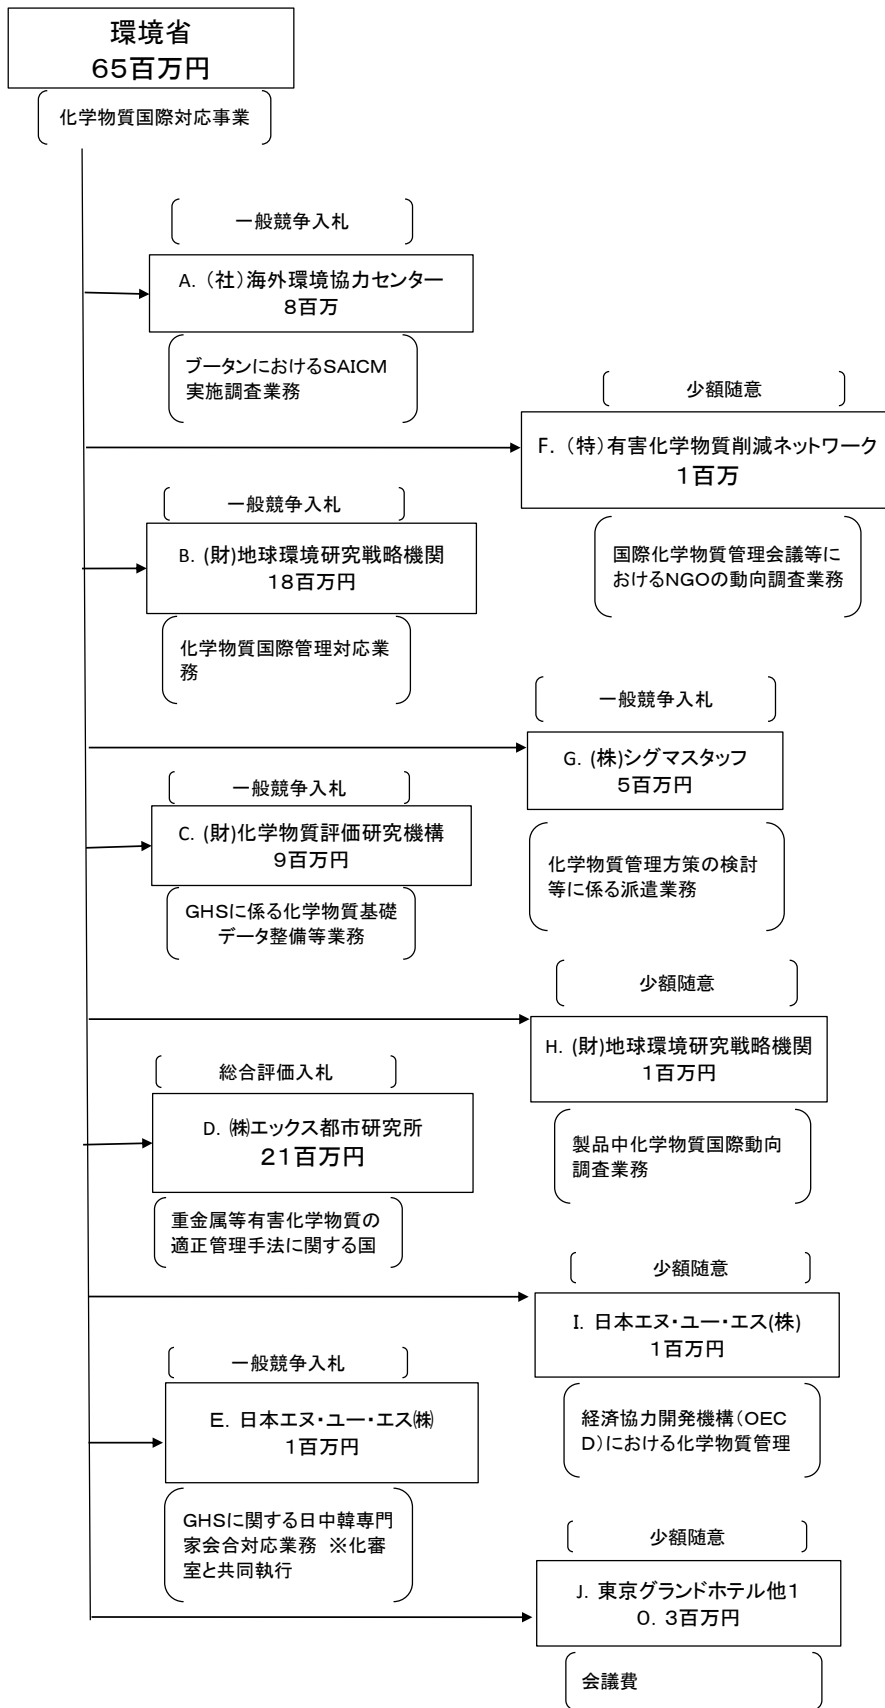 環境省
65百万円
化学物質国際対応事業
一般競争入札
A. (社)海外環境協力センター
8百万
ブータンにおけるSAICM
実施調査業務
少額随意
F. (特)有害化学物質削減ネットワーク
1百万
国際化学物質管理会議等に
おけるNGOの動向調査業務
一般競争入札
B. (財)地球環境研究戦略機関
18百万円
化学物質国際管理対応業
務
一般競争入札
G. (株)シグマスタッフ
5百万円
化学物質管理方策の検討
等に係る派遣業務
一般競争入札
C. (財)化学物質評価研究機構
9百万円
GHSに係る化学物質基礎
データ整備等業務
少額随意
H. (財)地球環境研究戦略機関
1百万円
製品中化学物質国際動向
調査業務
総合評価入札
D. ㈱エックス都市研究所
21百万円
重金属等有害化学物質の
適正管理手法に関する国
少額随意
I. 日本エヌ・ユー・エス(株)
1百万円
経済協力開発機構(OEC
D)における化学物質管理
一般競争入札
E. 日本エヌ・ユー・エス㈱
1百万円
GHSに関する日中韓専門
家会合対応業務 ※化審
室と共同執行
少額随意
J. 東京グランドホテル他1
0. 3百万円
会議費